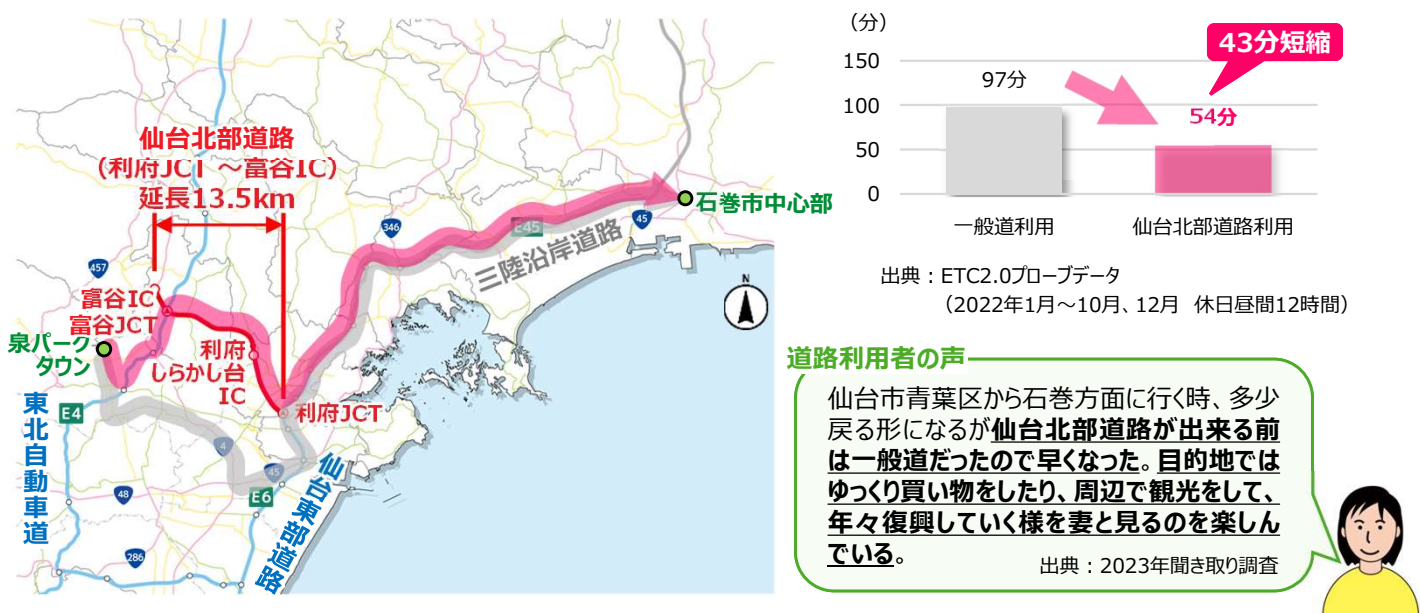 仙台北部道路
（利府JCT ～富谷IC）
延長13.5km
石巻市中心部
346
E45
45
三陸沿岸道路
457
富谷IC
富谷JCT
泉パーク
タウン
利府
しらかし台
IC
利府JCT
N
東北自動車道
E4
4
45
E6
48
286
仙台東部道路
（分）
43分短縮
150
100
50
0
97分
54分
一般道利用
仙台北部道路利用
出典：ETC2.0プローブデータ
（2022年1月～10月、12月　休日昼間12時間）
道路利用者の声
仙台市青葉区から石巻方面に行く時、多少
戻る形になるが仙台北部道路が出来る前
は一般道だったので早くなった。目的地では
ゆっくり買い物をしたり、周辺で観光をして、
年々復興していく様を妻と見るのを楽しん
でいる。
出典：2023年聞き取り調査